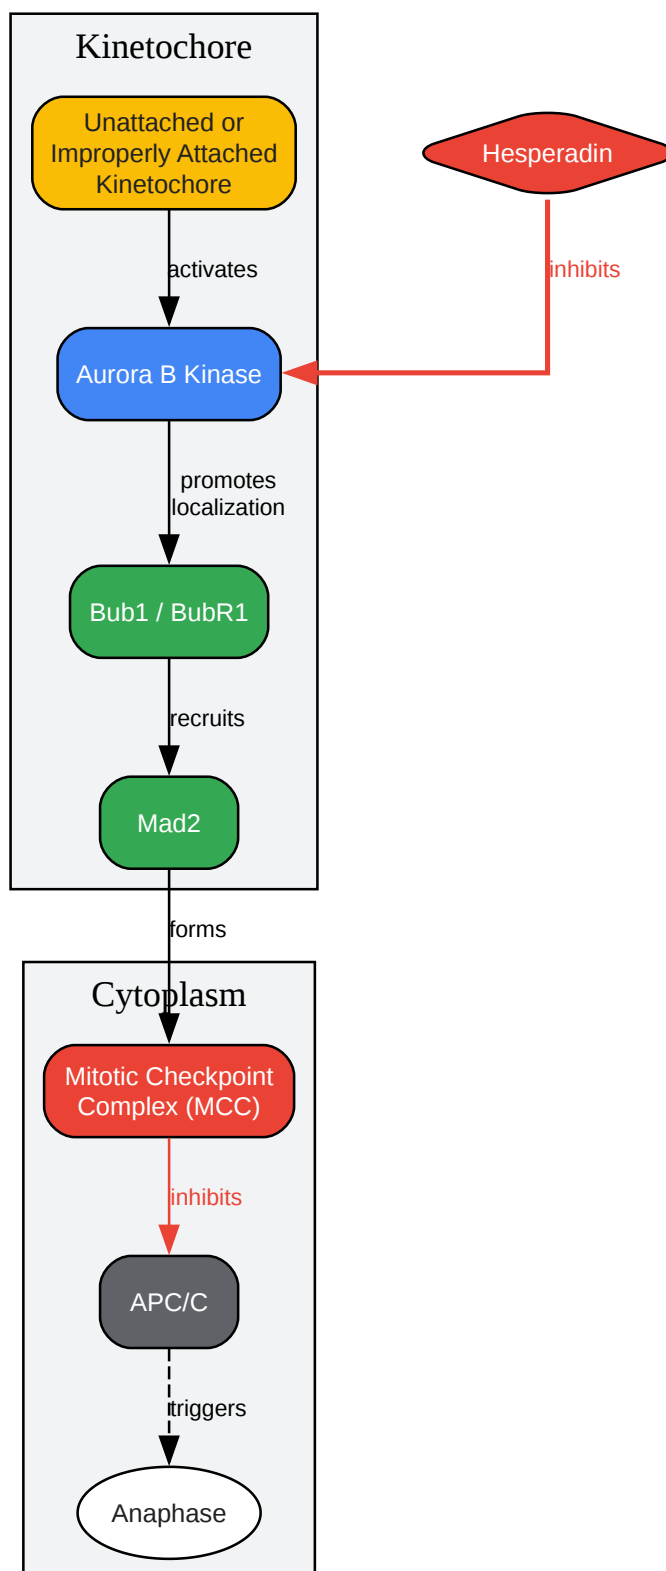 Kinetochore
Unattached or
Improperly Attached
Kinetochore
Hesperadin
activates
inhibits
Aurora B Kinase
promotes
localization
Bub1 / BubR1
recruits
Mad2
forms
Cytoplasm
Mitotic Checkpoint
Complex (MCC)
inhibits
APC/C
triggers
Anaphase